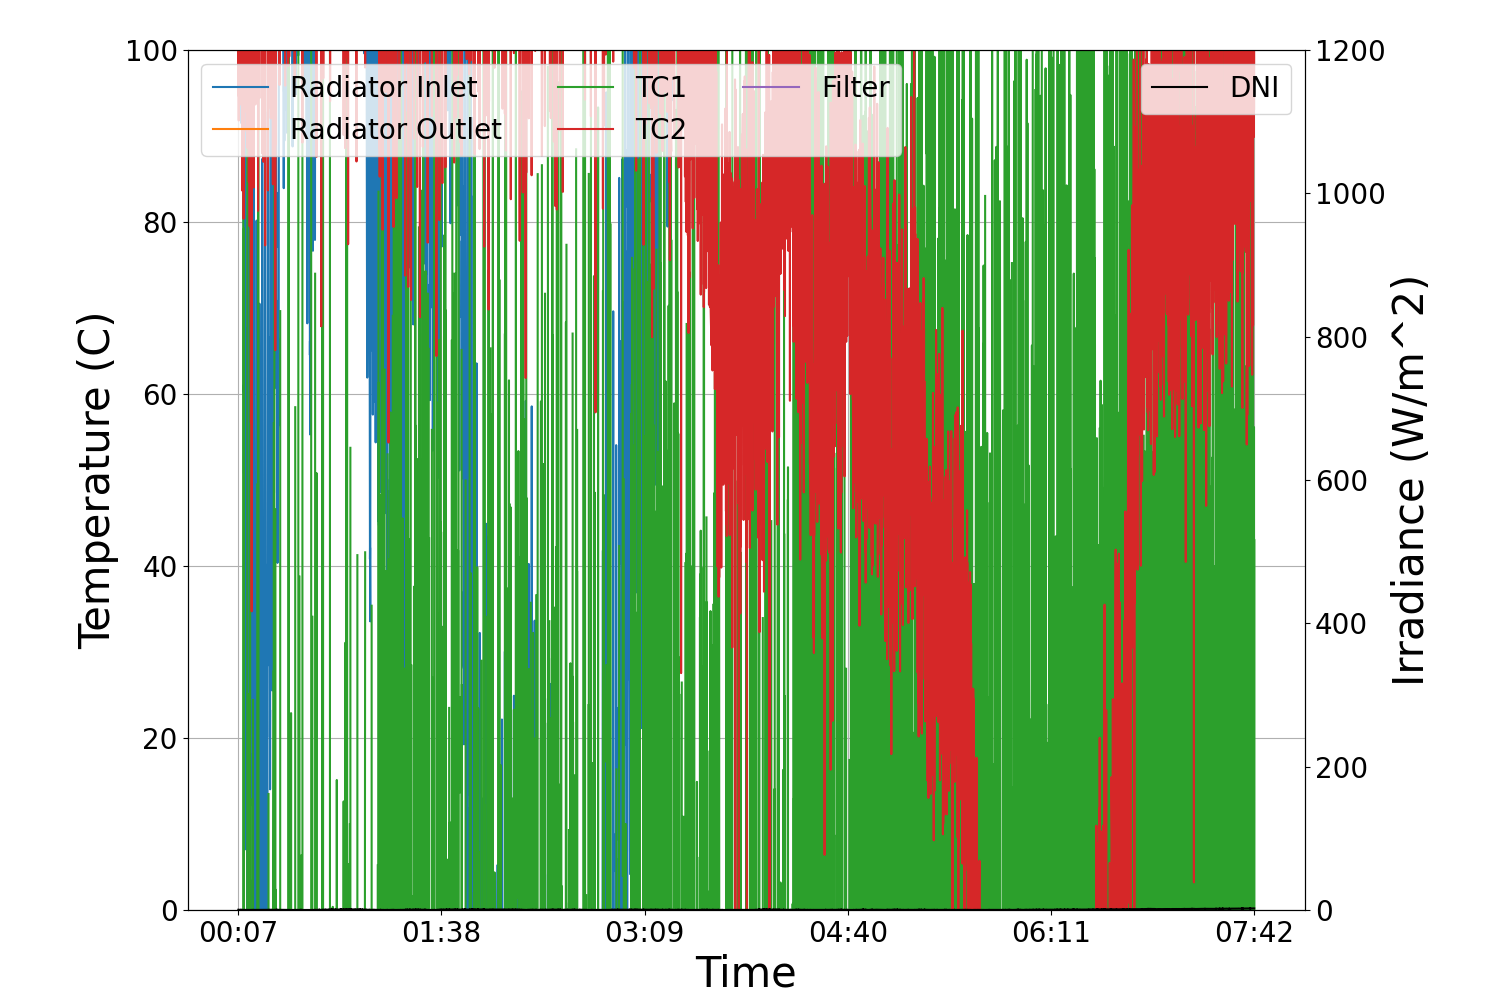 100
80
60
40
20
0
Temperature (C)
Radiator Inlet
Radiator Outlet
TC1
TC2
Filter
DNI
1200
1000
800
600
400
200
0
Irradiance (W/m^2)
00:07 01:38 03:09 04:40 06:11 07:42
Time